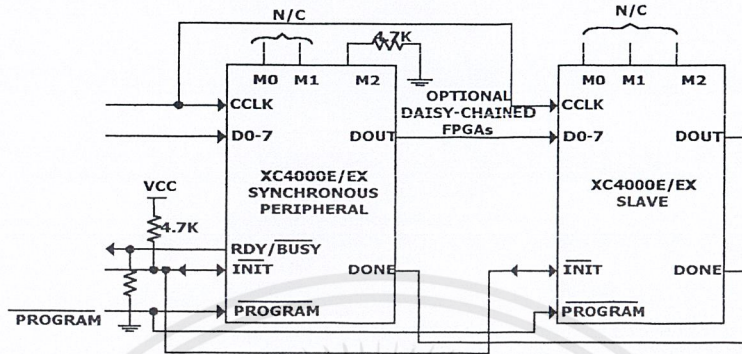 N/C
N/C
4.7K
M0 M1 M2
M0 M1 M2
CCLK
OPTIONAL
DAISY-CHAINED
FPGAs
CCLK
D0-7
DOUT
D0-7
DOUT
XC4000E/EX
SYNCHRONOUS
PERIPHERAL
XC4000E/EX
SLAVE
VCC
4.7K
RDY/BUSY
INIT
DONE
INIT
DONE
PROGRAM
PROGRAM
PROGRAM